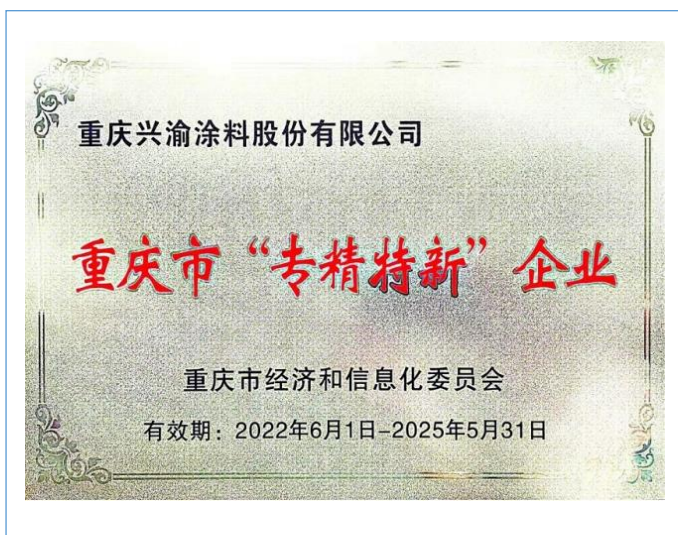 重庆兴渝涂料股份有限公司
重庆市“专精特新”企业
重庆市经济和信息化委员会
有效期：2022年6月1日-2025年5月31日